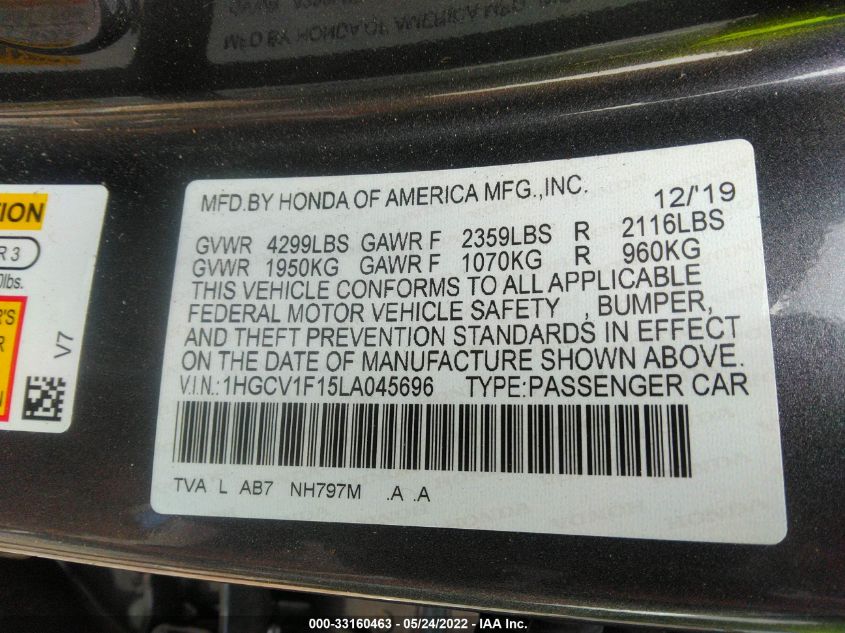 MFD.BY HONDA OF AMERICA MFG.,INC. 12/'19
GVWR 4299LBS GAWR F 2359LBS R 2116LBS
GVWR 1950KG GAWR F 1070KG R 960KG
THIS VEHICLE CONFORMS TO ALL APPLICABLE
FEDERAL MOTOR VEHICLE SAFETY , BUMPER,
AND THEFT PREVENTION STANDARDS IN EFFECT
ON THE DATE OF MANUFACTURE SHOWN ABOVE.
V.I.N.:1HGCV1F15LA045696 TYPE:PASSENGER CAR
TVA L AB7 NH797M .A .A
R 3
V7
000-33160463 - 05/24/2022 - IAA Inc.